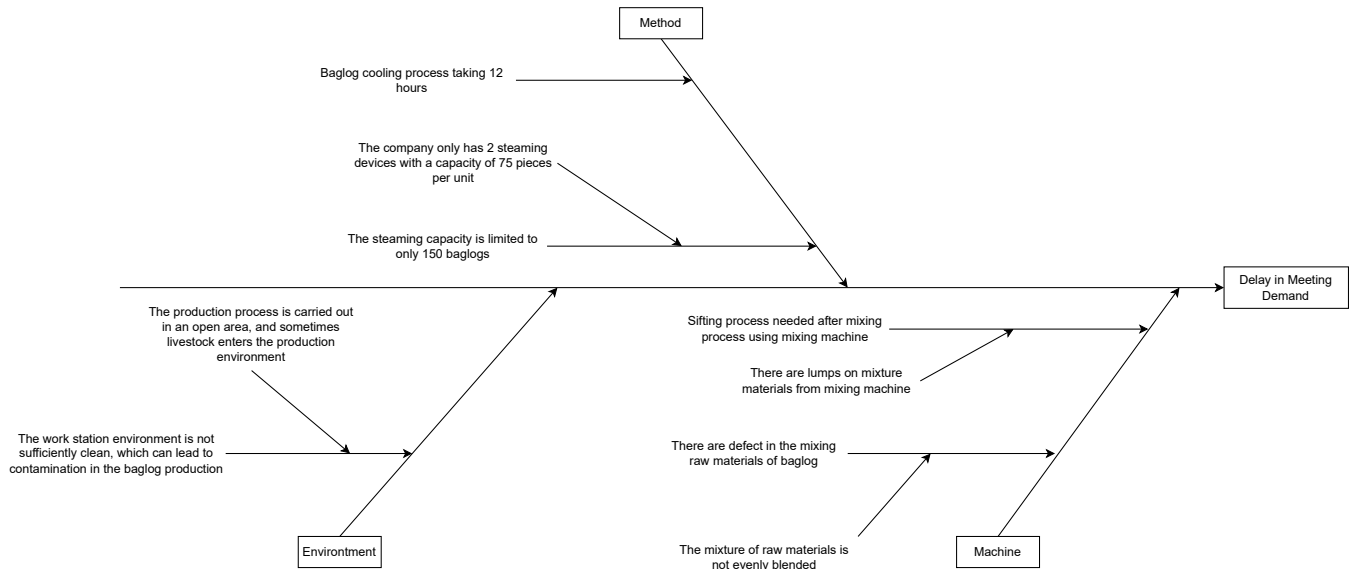 Method
Baglog cooling process taking 12
hours
The company only has 2 steaming
devices with a capacity of 75 pieces
per unit
The steaming capacity is limited to
only 150 baglogs
Delay in Meeting
Demand
The production process is carried out
in an open area, and sometimes
livestock enters the production
environment
Sifting process needed after mixing
process using mixing machine
There are lumps on mixture
materials from mixing machine
The work station environment is not
sufficiently clean, which can lead to
contamination in the baglog production
There are defect in the mixing
raw materials of baglog
Environtment
The mixture of raw materials is
not evenly blended
Machine